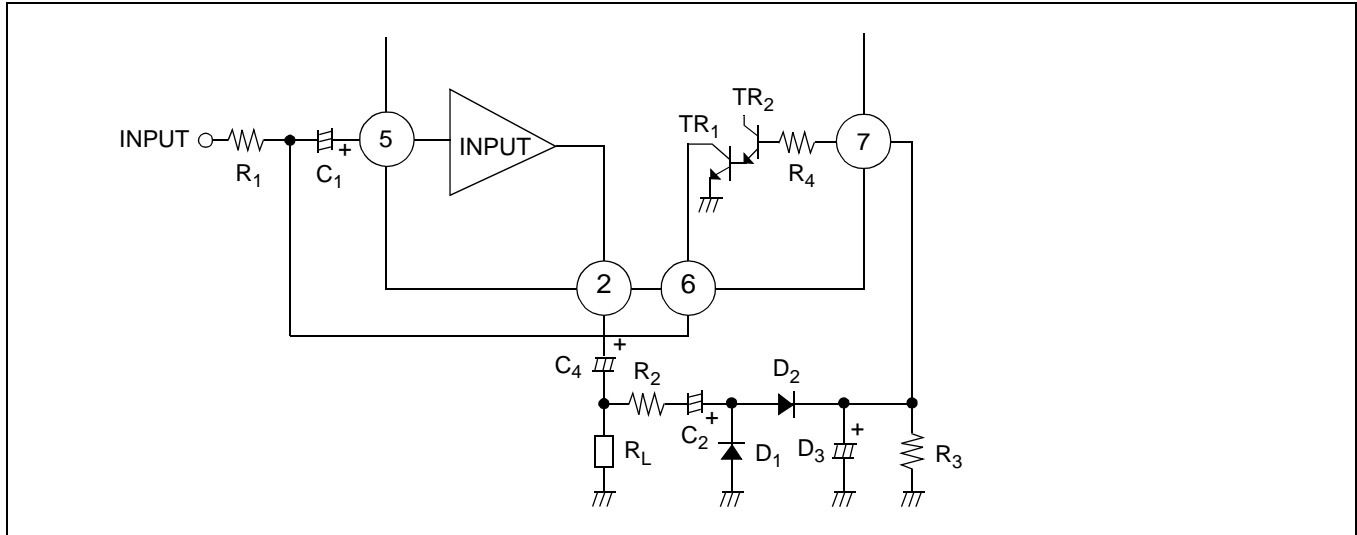 TR2
TR1
INPUT
R1
C1
+
5
INPUT
R4
7
2
6
+
C4
R2
D2
C2
+
D1
D3
+
R3
RL